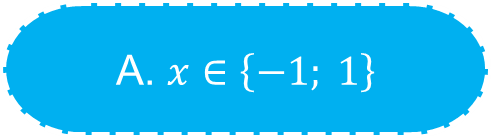 A. 𝑥 ∈ {−1; 1}